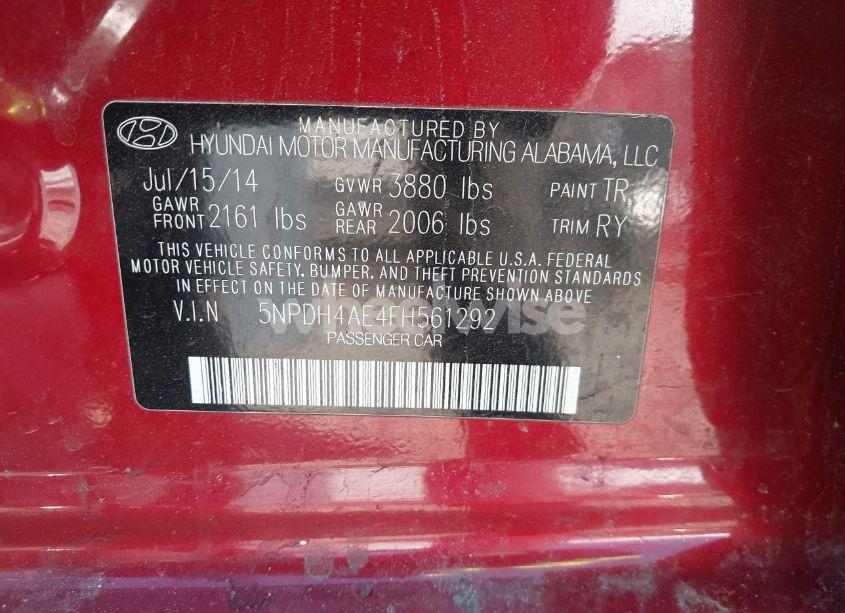 MANUFACTURED BY
HYUNDAI MOTOR MANUFACTURING ALABAMA, LLC
Jul/15/14 GVWR 3880 lbs PAINT TR
GAWR FRONT 2161 lbs GAWR REAR 2006 lbs TRIM RY
THIS VEHICLE CONFORMS TO ALL APPLICABLE U.S.A. FEDERAL
MOTOR VEHICLE SAFETY, BUMPER, AND THEFT PREVENTION STANDARDS
IN EFFECT ON THE DATE OF MANUFACTURE SHOWN ABOVE
V.I.N 5NPDH4AE4FH561292
PASSENGER CAR